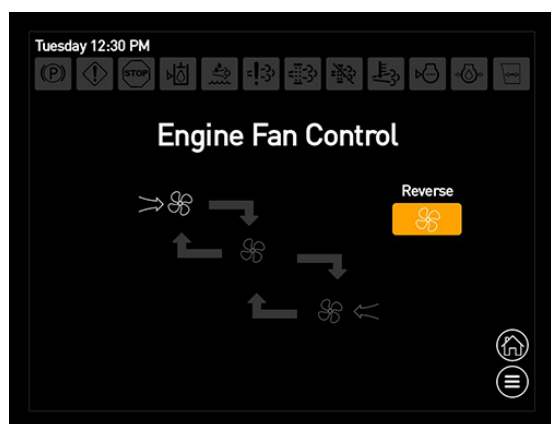 Tuesday 12:30 PM
(P)
STOP
Engine Fan Control
Reverse